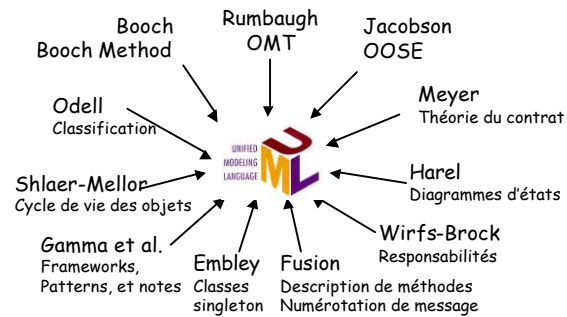 Booch
Booch Method
Rumbaugh
OMT
Jacobson
OOSE
Odell
Classification
Meyer
Théorie du contrat
UNIFIED
MODELING
LANGUAGE
UML
Shlaer-Mellor
Cycle de vie des objets
Harel
Diagrammes d'états
Gamma et al.
Frameworks,
Patterns, et notes
Embley
Classes
singleton
Fusion
Description de méthodes
Numérotation de message
Wirfs-Brock
Responsabilités